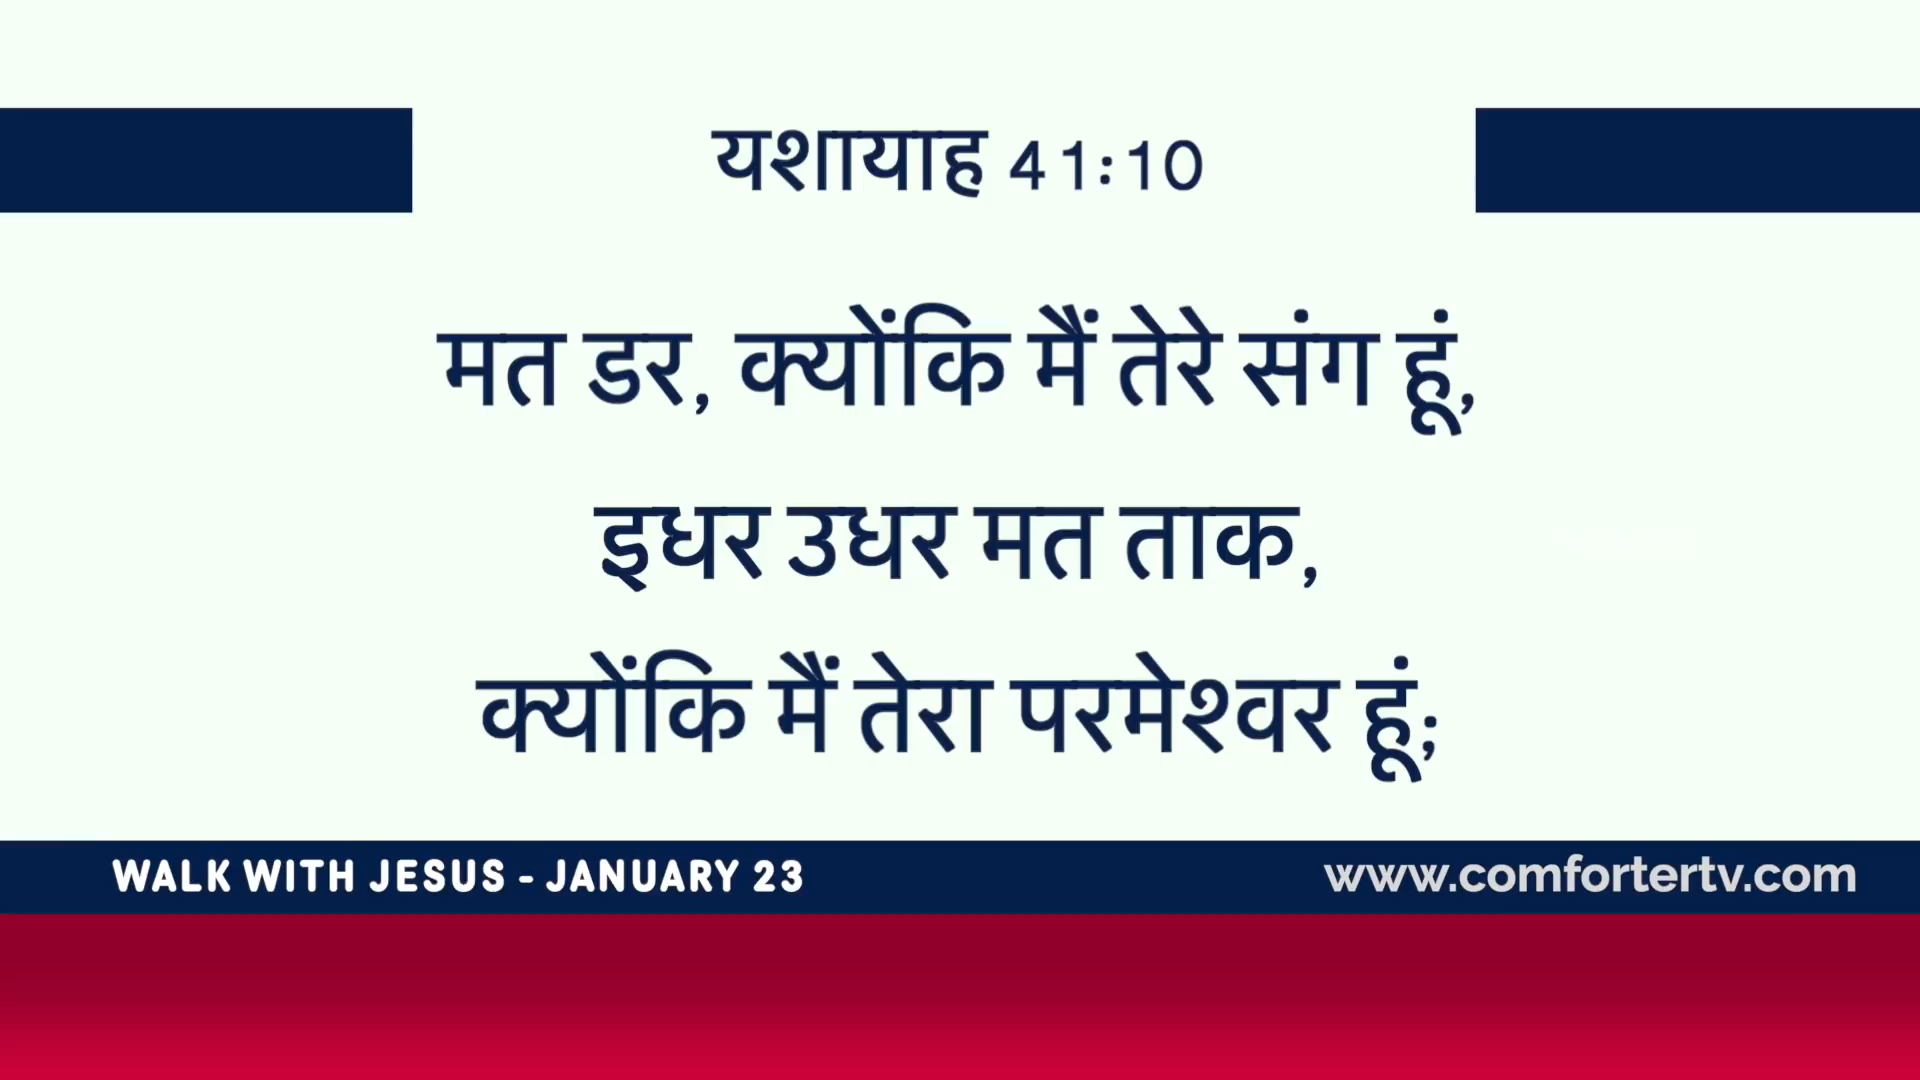 यशायाह 41:10
मत डर, क्योंकि मैं तेरे संग हूं,
इधर उधर मत ताक,
क्योंकि मैं तेरा परमेश्वर हूं;
WALK WITH JESUS - JANUARY 23
www.comfortertv.com